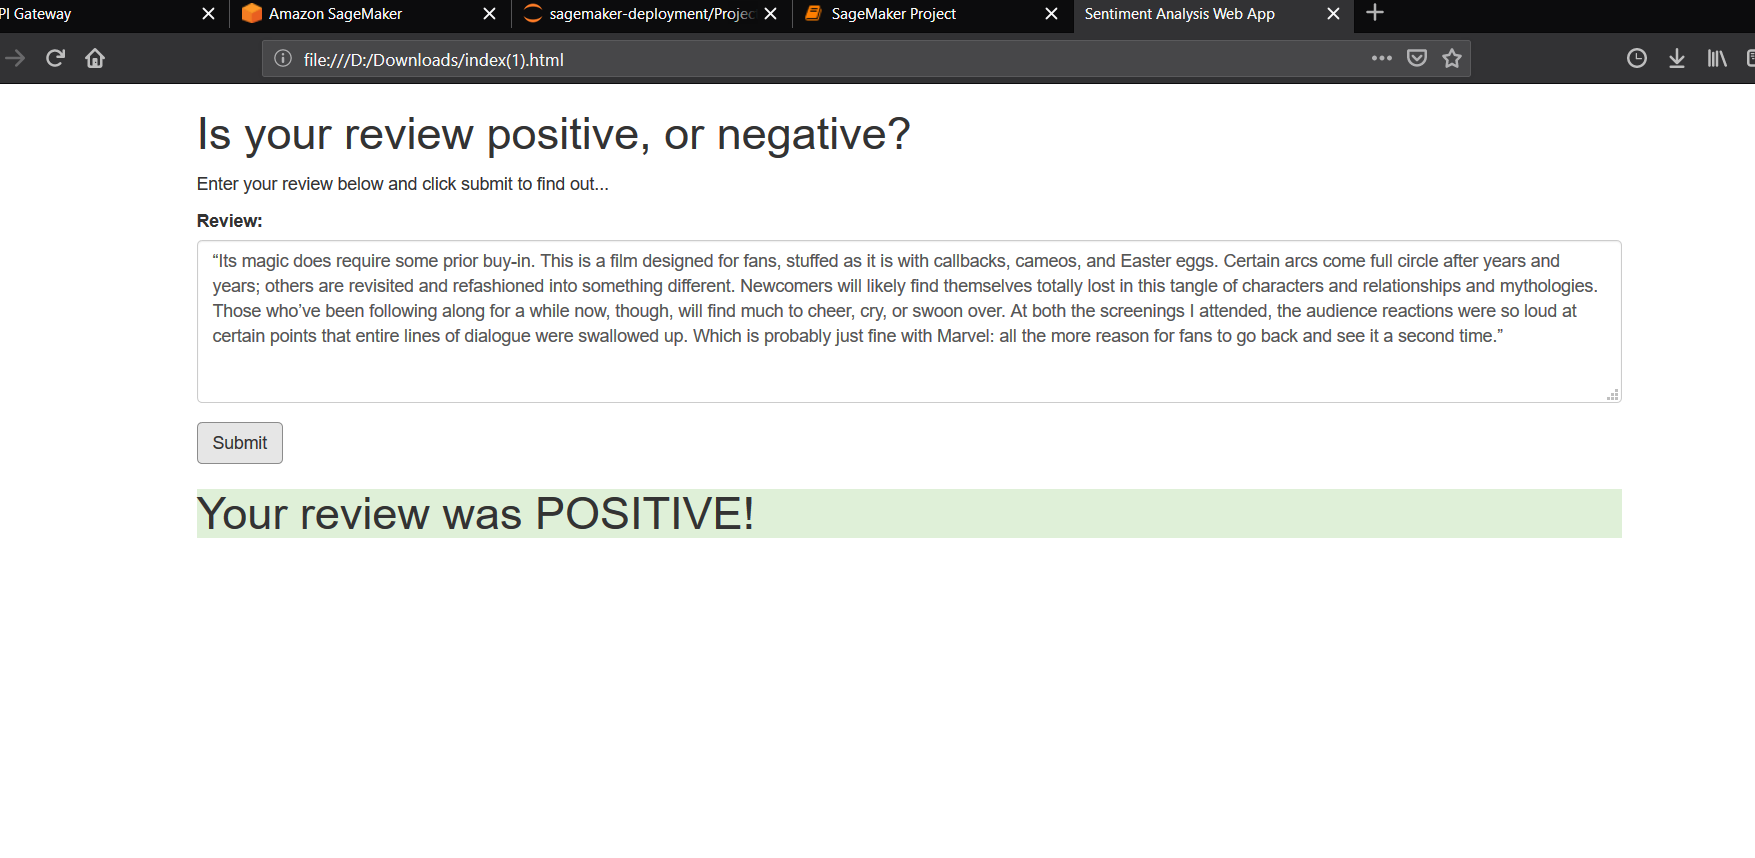 PI Gateway
Amazon SageMaker
sagemaker-deployment/Projec
SageMaker Project
Sentiment Analysis Web App
file:///D:/Downloads/index(1).html
Is your review positive, or negative?
Enter your review below and click submit to find out...
Review:
“Its magic does require some prior buy-in. This is a film designed for fans, stuffed as it is with callbacks, cameos, and Easter eggs. Certain arcs come full circle after years and
years; others are revisited and refashioned into something different. Newcomers will likely find themselves totally lost in this tangle of characters and relationships and mythologies.
Those who’ve been following along for a while now, though, will find much to cheer, cry, or swoon over. At both the screenings I attended, the audience reactions were so loud at
certain points that entire lines of dialogue were swallowed up. Which is probably just fine with Marvel: all the more reason for fans to go back and see it a second time.”
Submit
Your review was POSITIVE!